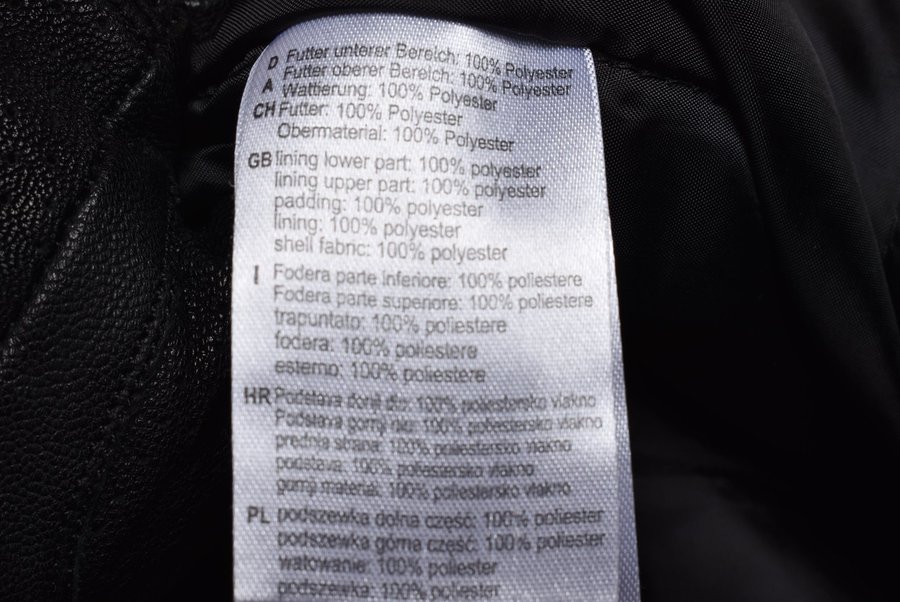 D Futter unterer Bereich: 100% Polyester
A Futter oberer Bereich: 100% Polyester
Wattierung: 100% Polyester
CH Futter: 100% Polyester
Obermaterial: 100% Polyester
GB lining lower part: 100% polyester
lining upper part: 100% polyester
padding: 100% polyester
lining: 100% polyester
shell fabric: 100% polyester
I Fodera parte inferiore: 100% poliestere
Fodera parte superiore: 100% poliestere
trapuntato: 100% poliestere
fodera: 100% poliestere
esterno: 100% poliestere
HR Podstava donji dio: 100% poliestersko vlakno
Podstava gornji dio: 100% poliestersko vlakno
prednja strana: 100% poliestersko vlakno
podstava: 100% poliestersko vlakno
gornji materijal: 100% poliestersko vlakno
PL podszewka dolna cześć: 100% poliester
podszewka górna cześć: 100% poliester
watowanie: 100% poliester
podszewka: 100% poliester